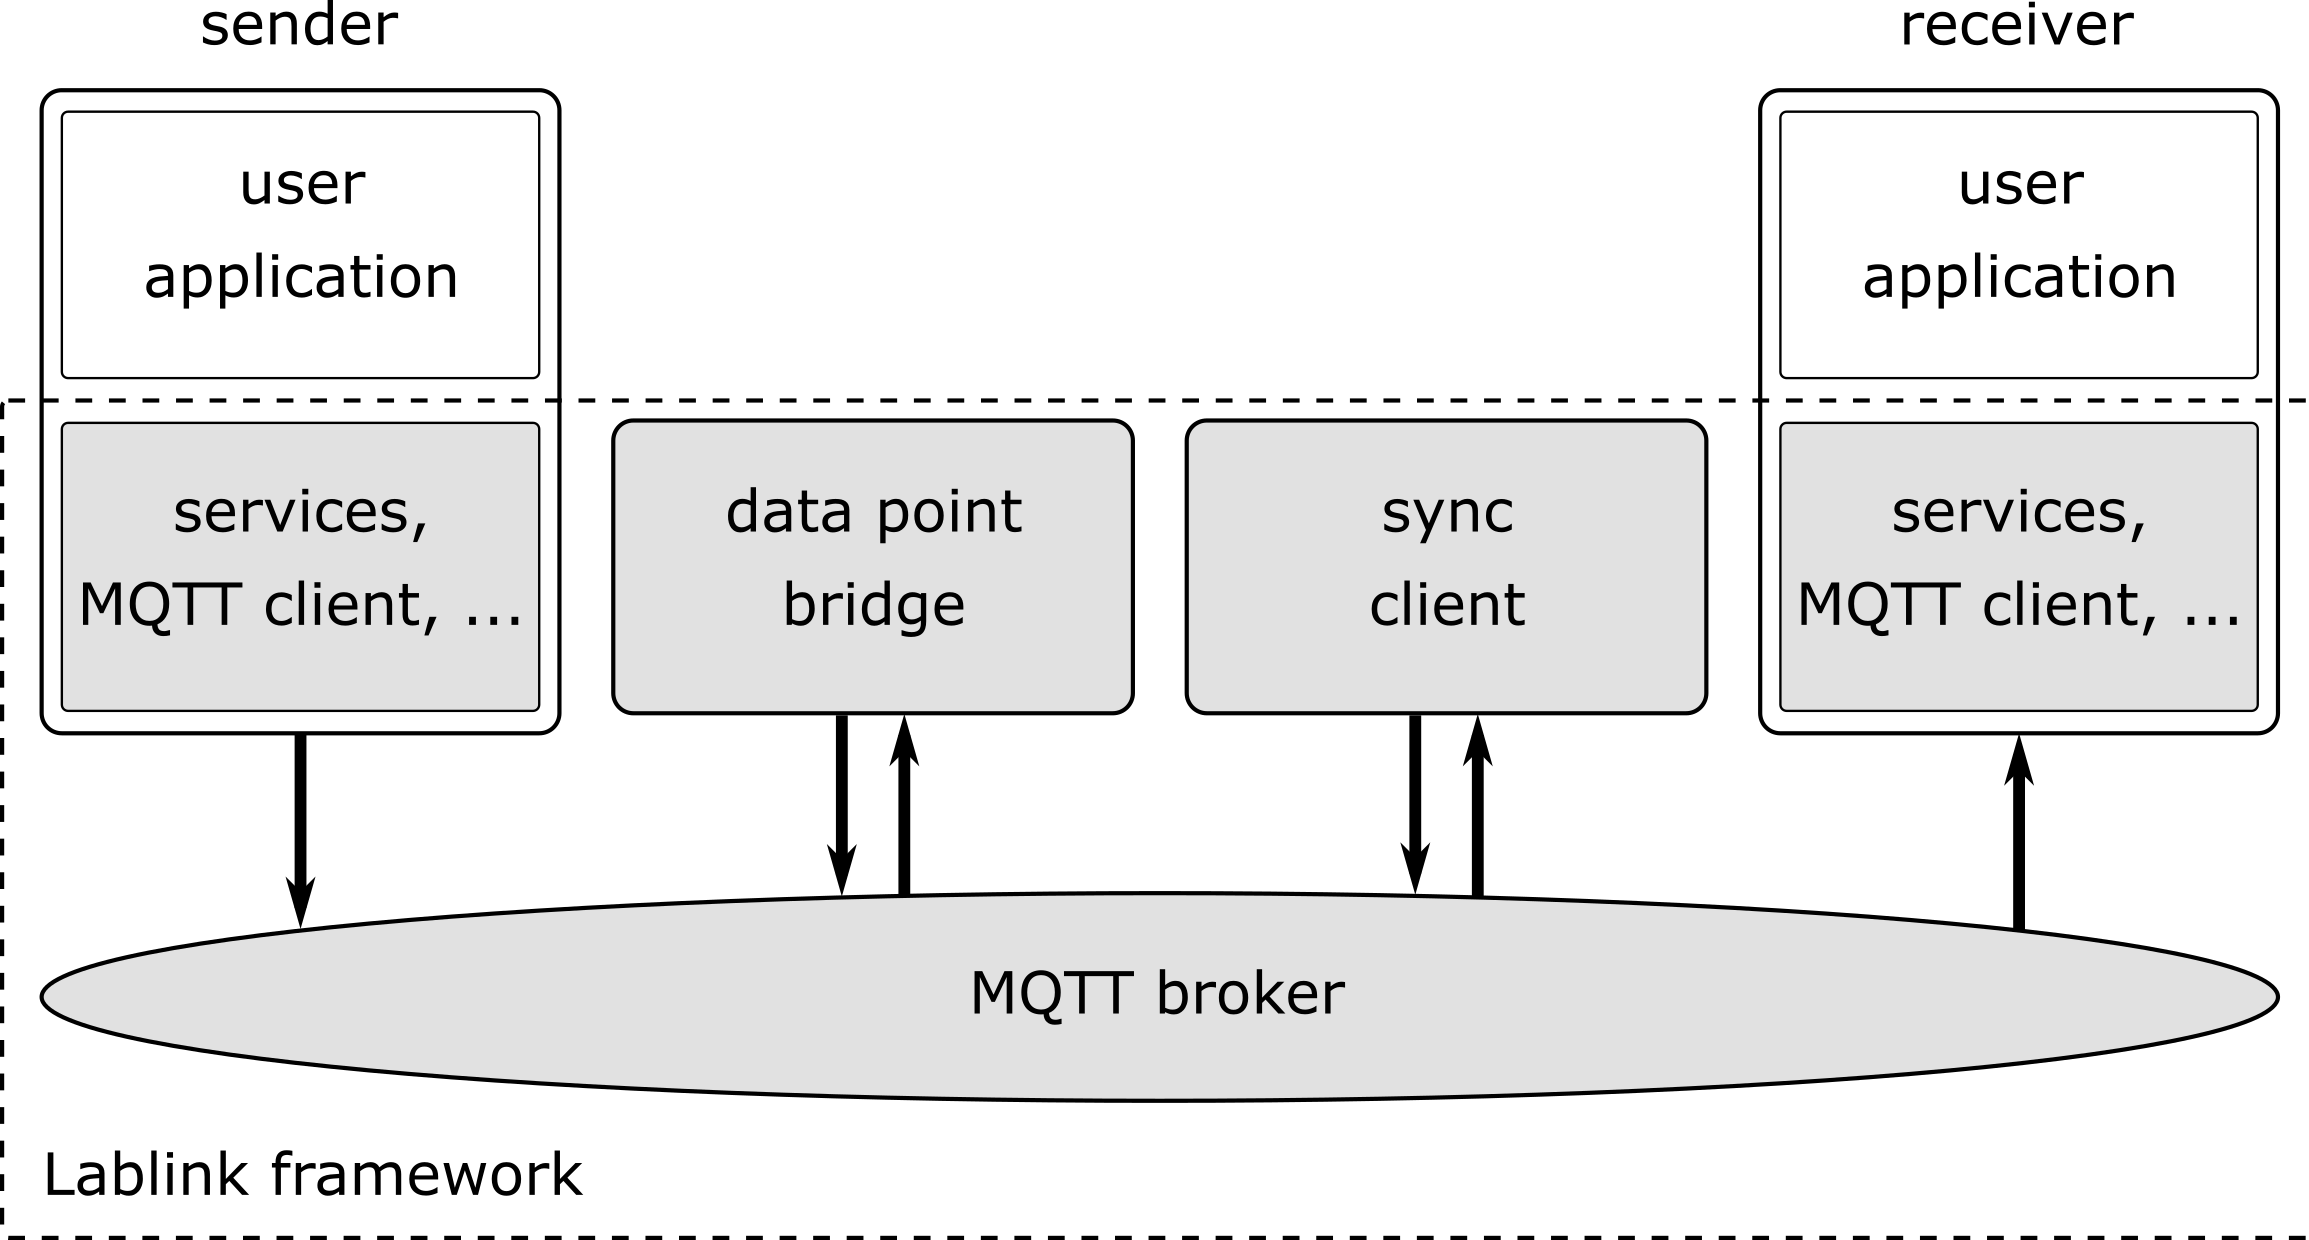 sender
receiver
user
application
user
application
services,
MQTT client, ...
data point
bridge
sync
client
services,
MQTT client, ...
MQTT broker
Lablink framework